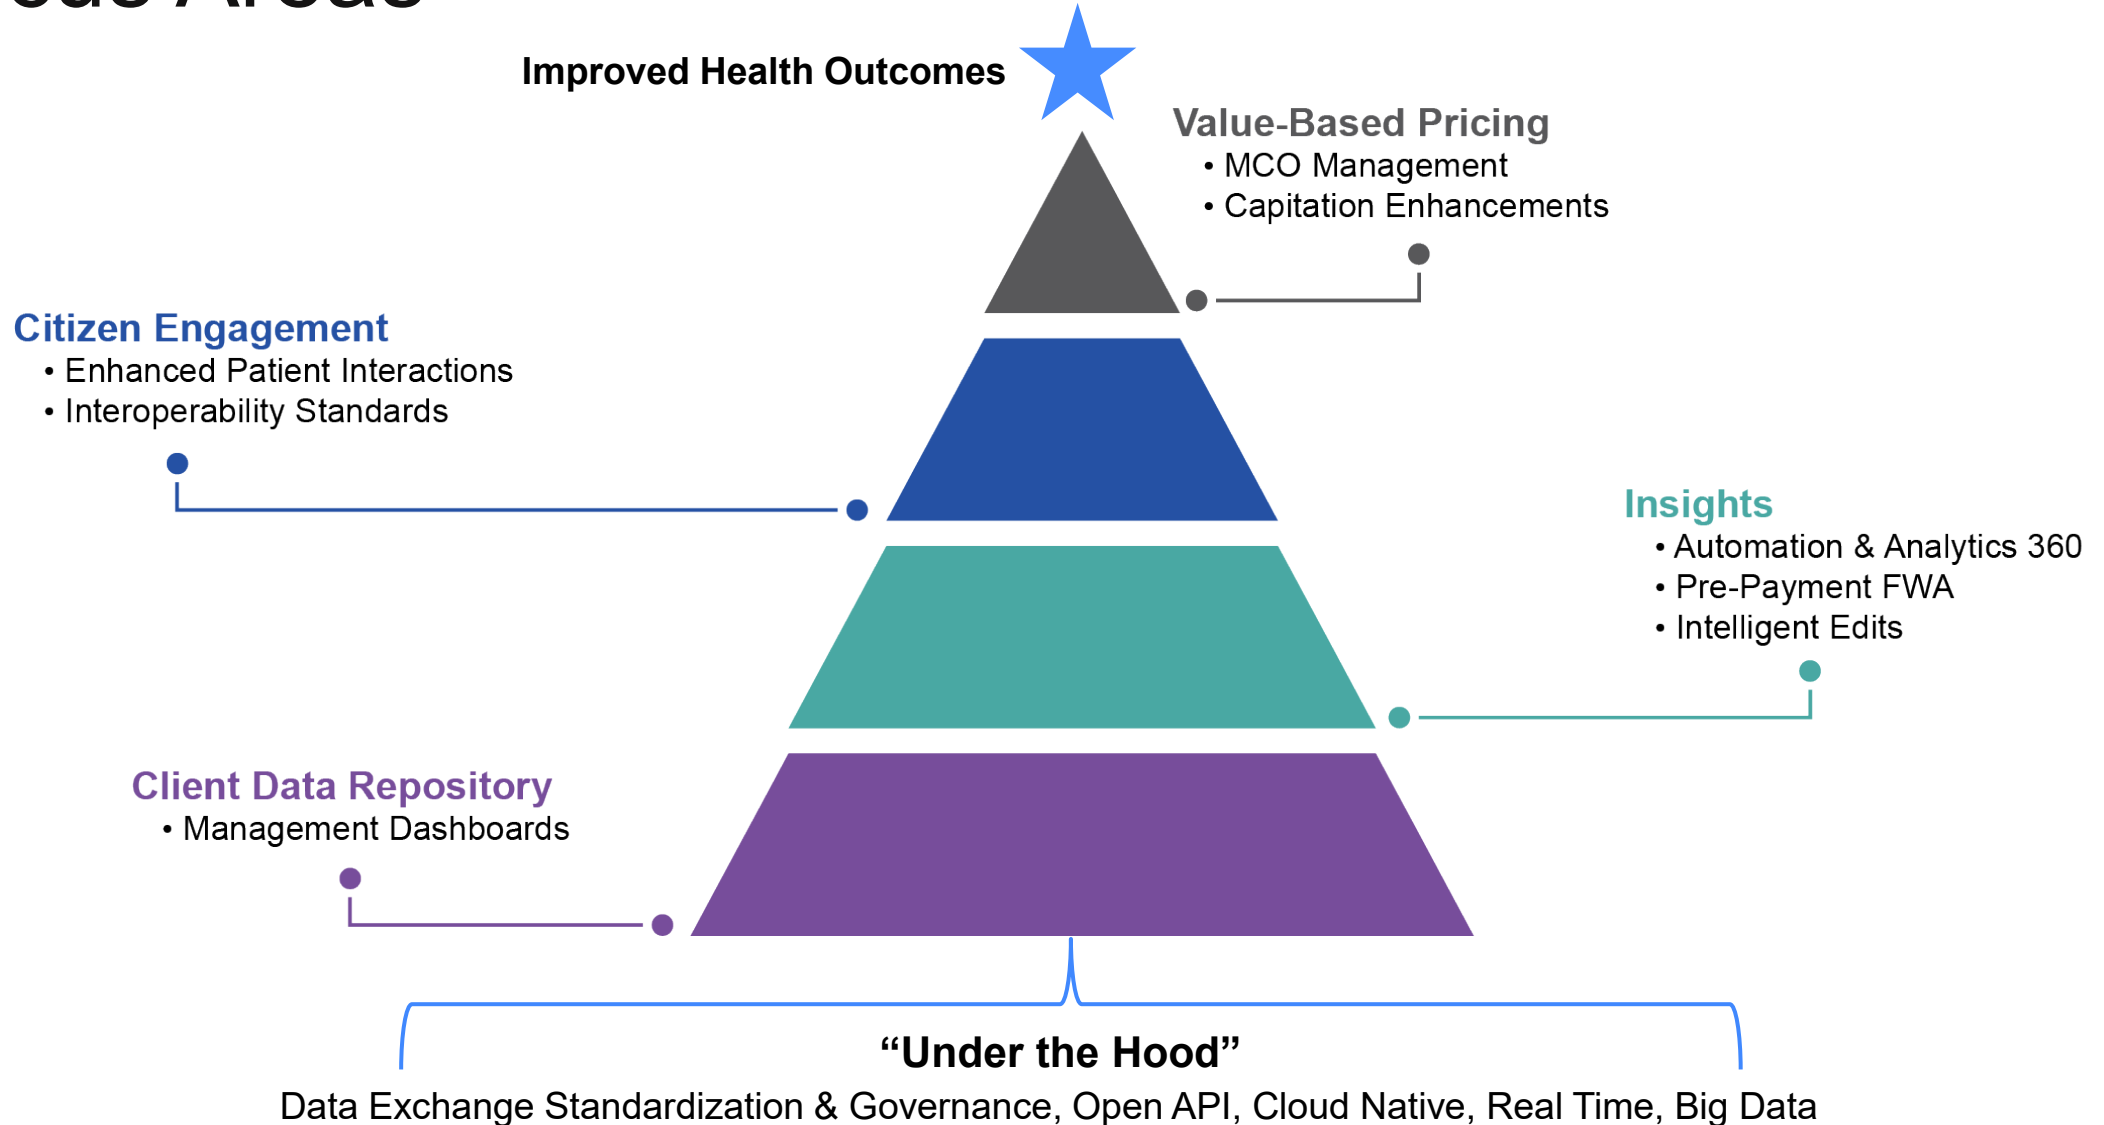 Areas
Improved Health Outcomes
Value-Based Pricing
• MCO Management
• Capitation Enhancements
Citizen Engagement
• Enhanced Patient Interactions
• Interoperability Standards
Insights
• Automation & Analytics 360
• Pre-Payment FWA
• Intelligent Edits
Client Data Repository
• Management Dashboards
“Under the Hood”
Data Exchange Standardization & Governance, Open API, Cloud Native, Real Time, Big Data